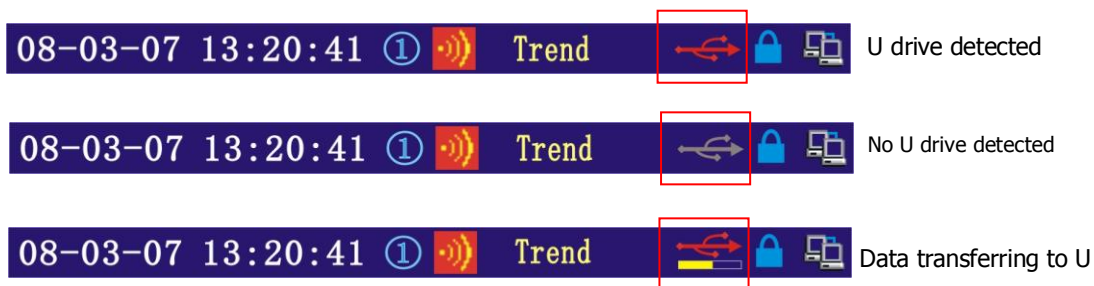 08-03-07 13:20:41 ① Trend U drive detected
08-03-07 13:20:41 ① Trend No U drive detected
08-03-07 13:20:41 ① Trend Data transferring to U